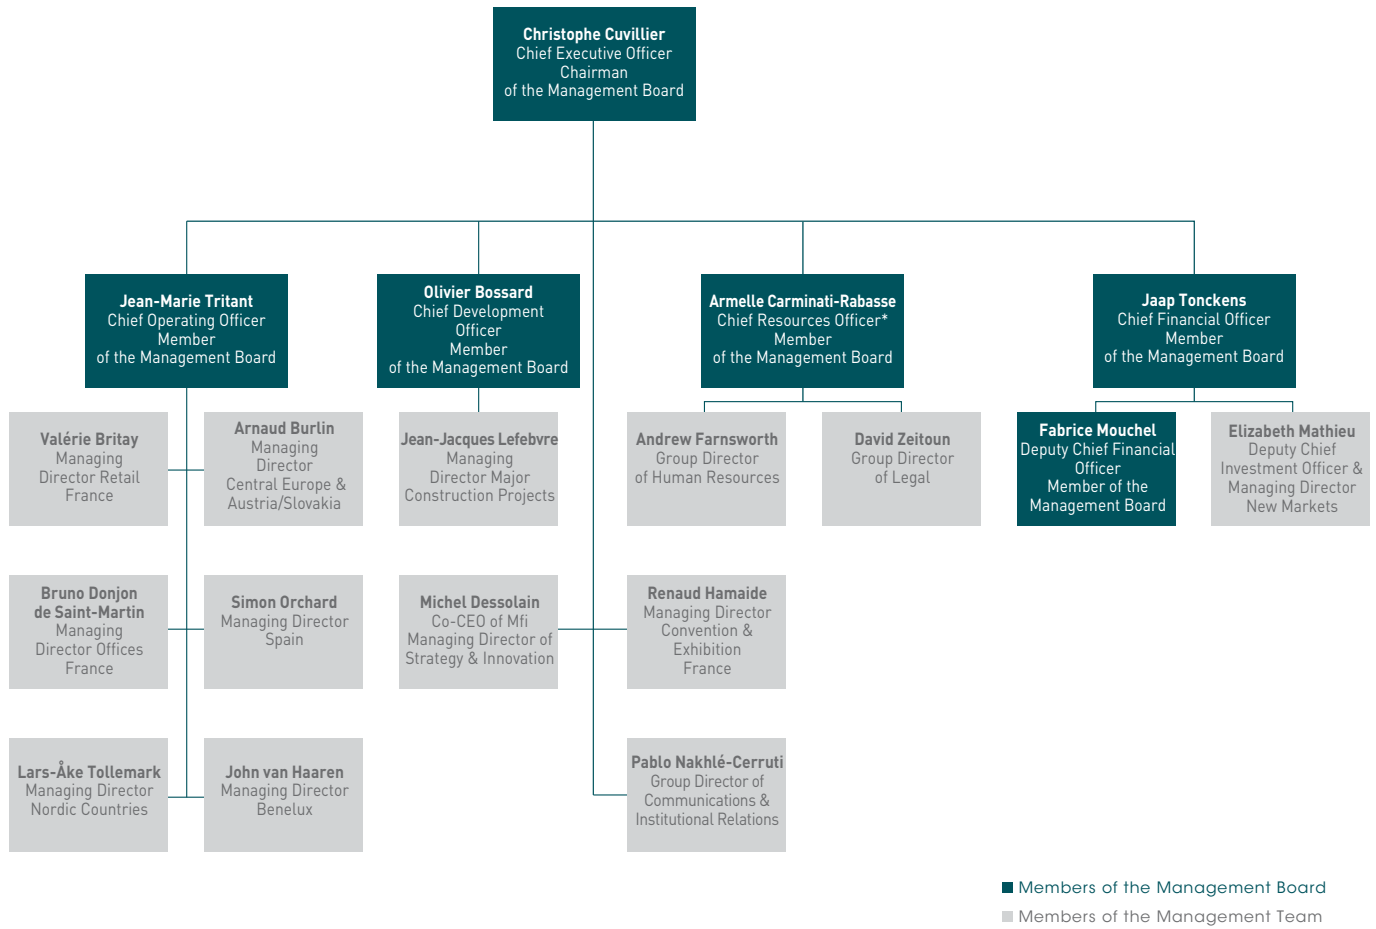 Christophe Cuvillier
Chief Executive Officer
Chairman
of the Management Board
Jean-Marie Tritant
Chief Operating Officer
Member
of the Management Board
Olivier Bossard
Chief Development
Officer
Member
of the Management Board
Armelle Carminati-Rabasse
Chief Resources Officer*
Member
of the Management Board
Jaap Tonckens
Chief Financial Officer
Member
of the Management Board
Valérie Britay
Managing
Director Retail
France
Arnaud Burlin
Managing
Director
Central Europe &
Austria/Slovakia
Jean-Jacques Lefebvre
Managing
Director Major
Construction Projects
Andrew Farnsworth
Group Director
of Human Resources
David Zeitoun
Group Director
of Legal
Fabrice Mouchel
Deputy Chief Financial
Officer
Member of the
Management Board
Elizabeth Mathieu
Deputy Chief
Investment Officer &
Managing Director
New Markets
Bruno Donjon
de Saint-Martin
Managing
Director Offices
France
Simon Orchard
Managing Director
Spain
Michel Dessolain
Co-CEO of Mfi
Managing Director of
Strategy & Innovation
Renaud Hamaide
Managing Director
Convention &
Exhibition
France
Lars-Åke Tollemark
Managing Director
Nordic Countries
John van Haaren
Managing Director
Benelux
Pablo Nakhlé-Cerruti
Group Director of
Communications &
Institutional Relations
Members of the Management Board
Members of the Management Team